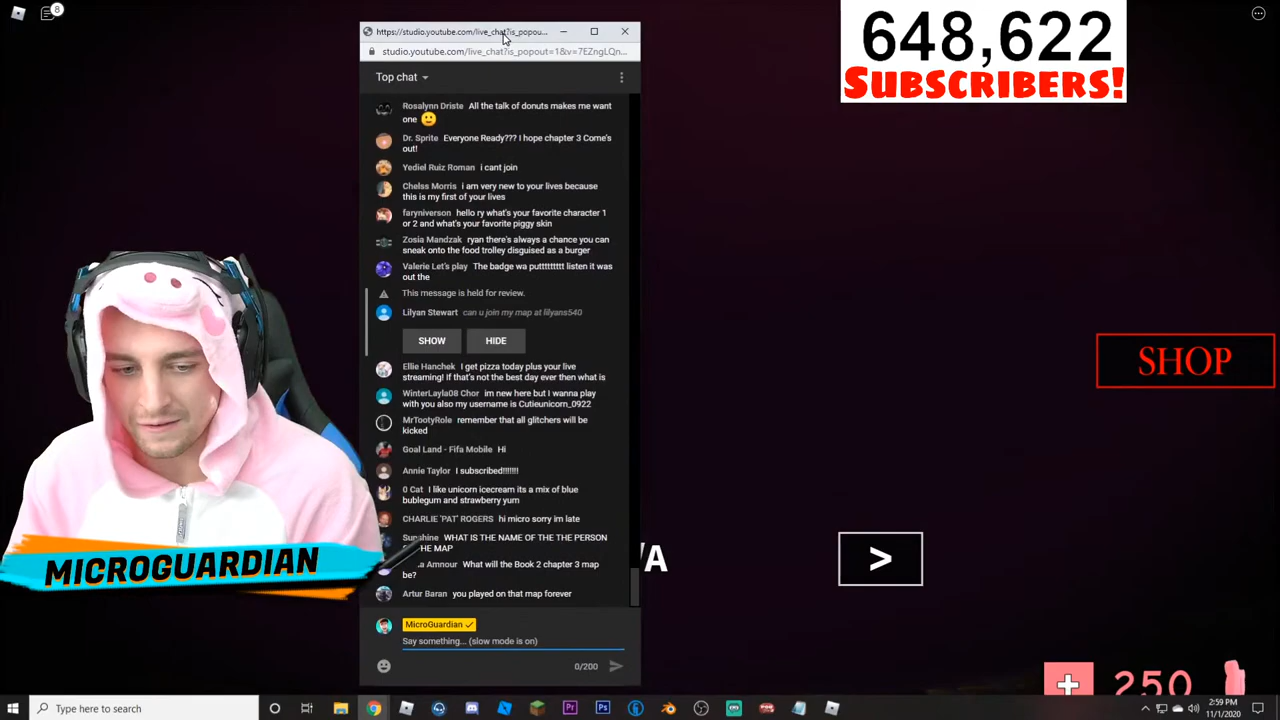 8
https://studio.youtube.com/live_chat?is_popou...
studio.youtube.com/live_chat?is_popout=1&v=7EZngLQn...
648,622
SUBSCRIBERS!
Top chat
Rosalynn Driste All the talk of donuts makes me want
one 🙂
Dr. Sprite Everyone Ready??? I hope chapter 3 Come's
out!
Yediel Ruiz Roman i cant join
Chelss Morris i am very new to your lives because
this is my first of your lives
faryniverson hello ry what's your favorite character 1
or 2 and what's your favorite piggy skin
Zosia Mandzak ryan there's always a chance you can
sneak onto the food trolley disguised as a burger
Valerie Let's play The badge wa puttttttttt listen it was
out the
This message is held for review.
Lilyan Stewart can u join my map at lilyans540
SHOW HIDE
Ellie Hanchek I get pizza today plus your live
streaming! If that's not the best day ever then what is
WinterLayla08 Chor im new here but I wanna play
with you also my username is Cutieunicorn_0922
MrTootyRole remember that all glitchers will be
kicked
Goal Land - Fifa Mobile Hi
Annie Taylor I subscribed!!!!!!!
0 Cat I like unicorn icecream its a mix of blue
bublegum and strawberry yum
CHARLIE 'PAT' ROGERS hi micro sorry im late
Sunshine WHAT IS THE NAME OF THE THE PERSON
THE MAP
Amnour What will the Book 2 chapter 3 map
be?
Artur Baran you played on that map forever
MicroGuardian ✓
Say something... (slow mode is on)
0/200
SHOP
>
MICROGUARDIAN
250
Type here to search
2:59 PM
11/1/2020